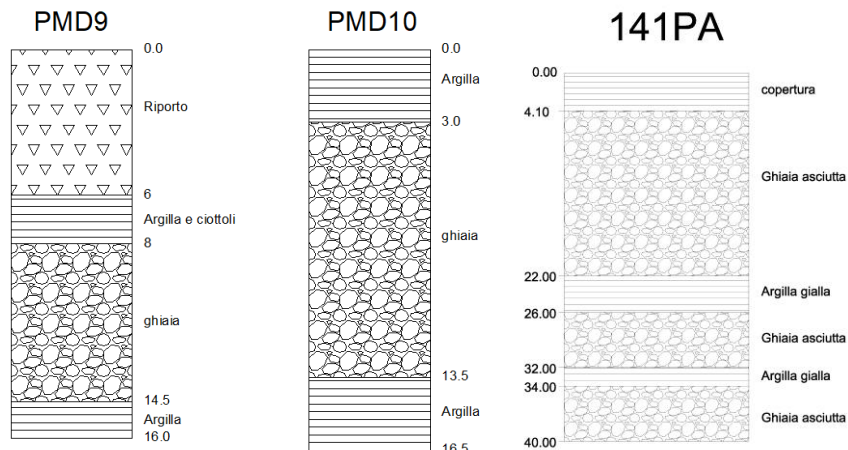 PMD9
0.0
Riporto
6
Argilla e ciottoli
8
ghiaia
14.5
Argilla
16.0
PMD10
0.0
Argilla
3.0
ghiaia
13.5
Argilla
16.5
141PA
0.00
copertura
4.10
Ghiaia asciutta
22.00
Argilla gialla
26.00
Ghiaia asciutta
32.00
Argilla gialla
34.00
Ghiaia asciutta
40.00